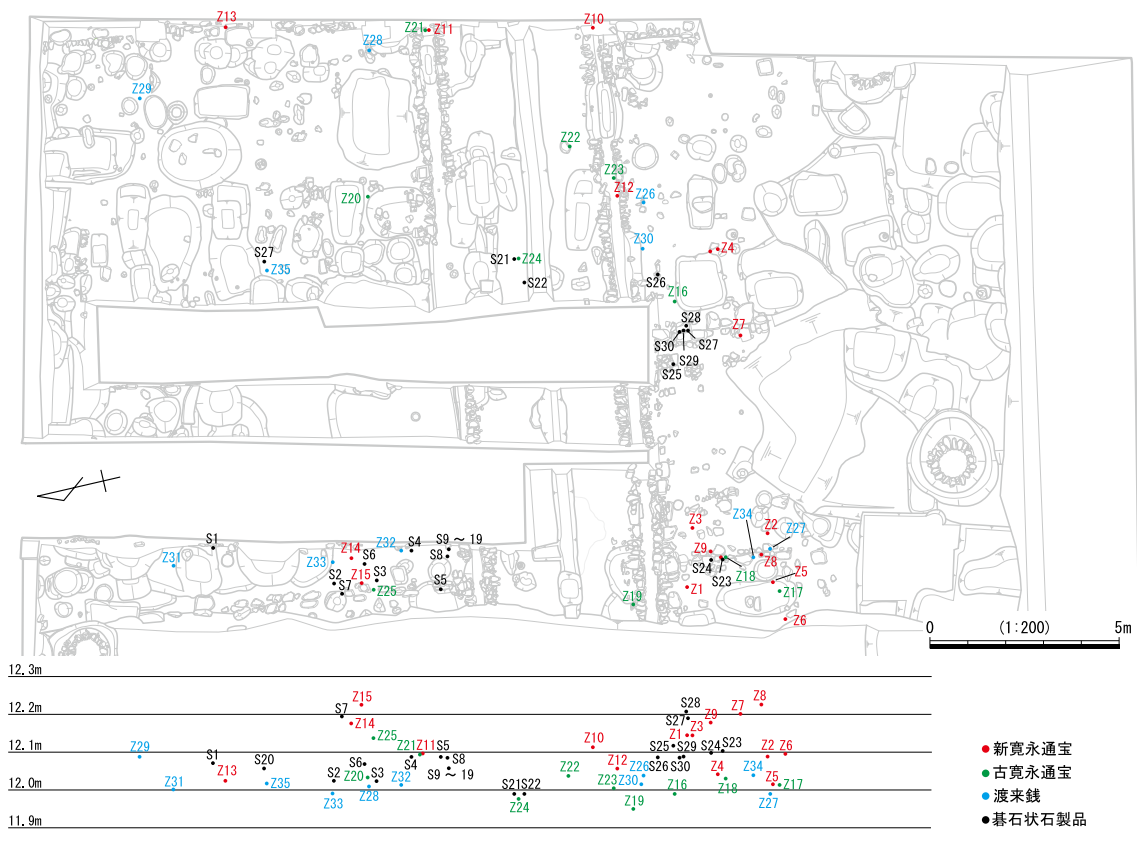 Z13
Z21
Z11
Z10
Z28
Z29
Z22
Z23
Z12
Z26
Z20
Z30
Z4
S27
Z35
S21
Z24
S22
S26
Z16
S28
Z7
S30
S27
S29
S25
S1
Z31
Z33
Z14
S6
Z32
S4
S9 ～ 19
S8
S2
S7
Z15
S3
Z25
S5
Z3
Z34
Z2
Z27
Z9
S24
S23
Z18
Z8
Z5
Z1
Z17
Z19
Z6
0 (1:200) 5m
12.3m
12.2m
12.1m
12.0m
11.9m
Z29
Z31
S1
Z13
S20
Z35
S7
Z15
Z14
Z25
S6
S2
Z20
S3
Z33
Z28
Z21
Z11
S4
S5
S8
Z32
S9 ～ 19
S21
S22
Z24
Z10
Z22
Z12
Z23
Z26
Z30
Z19
S28
S27
Z9
Z1
Z3
S25
S29
S24
S23
S26
S30
Z16
Z4
Z18
Z7
Z8
Z2
Z6
Z34
Z5
Z17
Z27
新寛永通宝
古寛永通宝
渡来銭
碁石状石製品